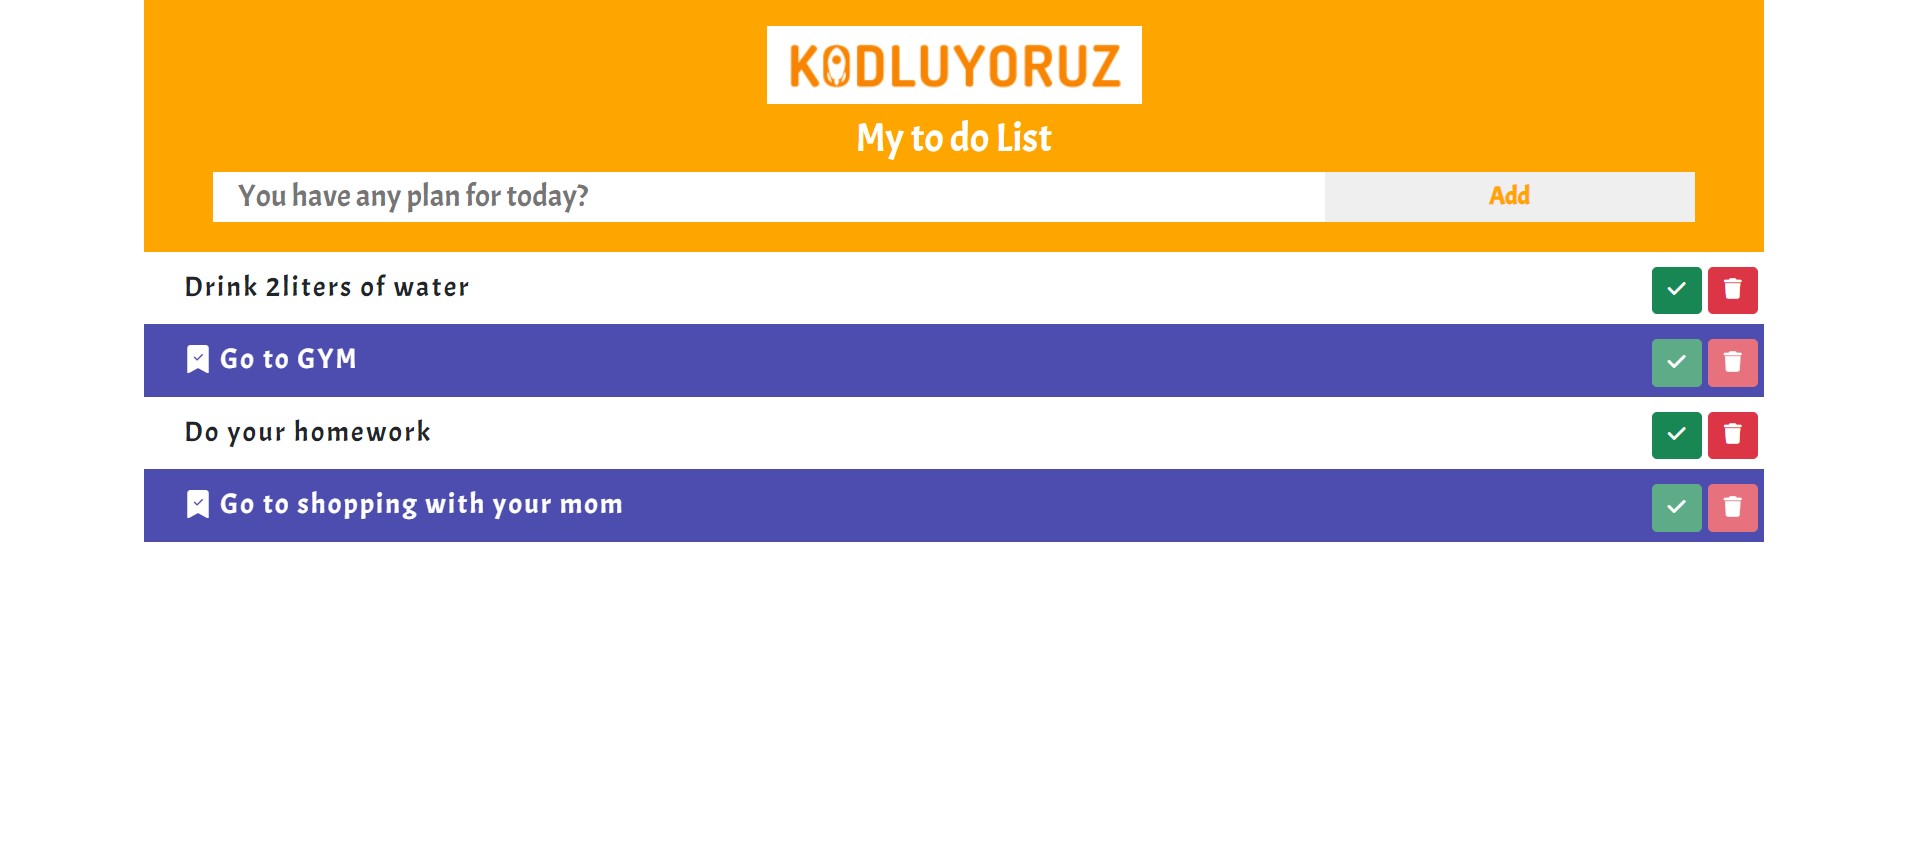 KODLUYORUZ
My to do List
You have any plan for today?
Add
Drink 2liters of water
Go to GYM
Do your homework
Go to shopping with your mom